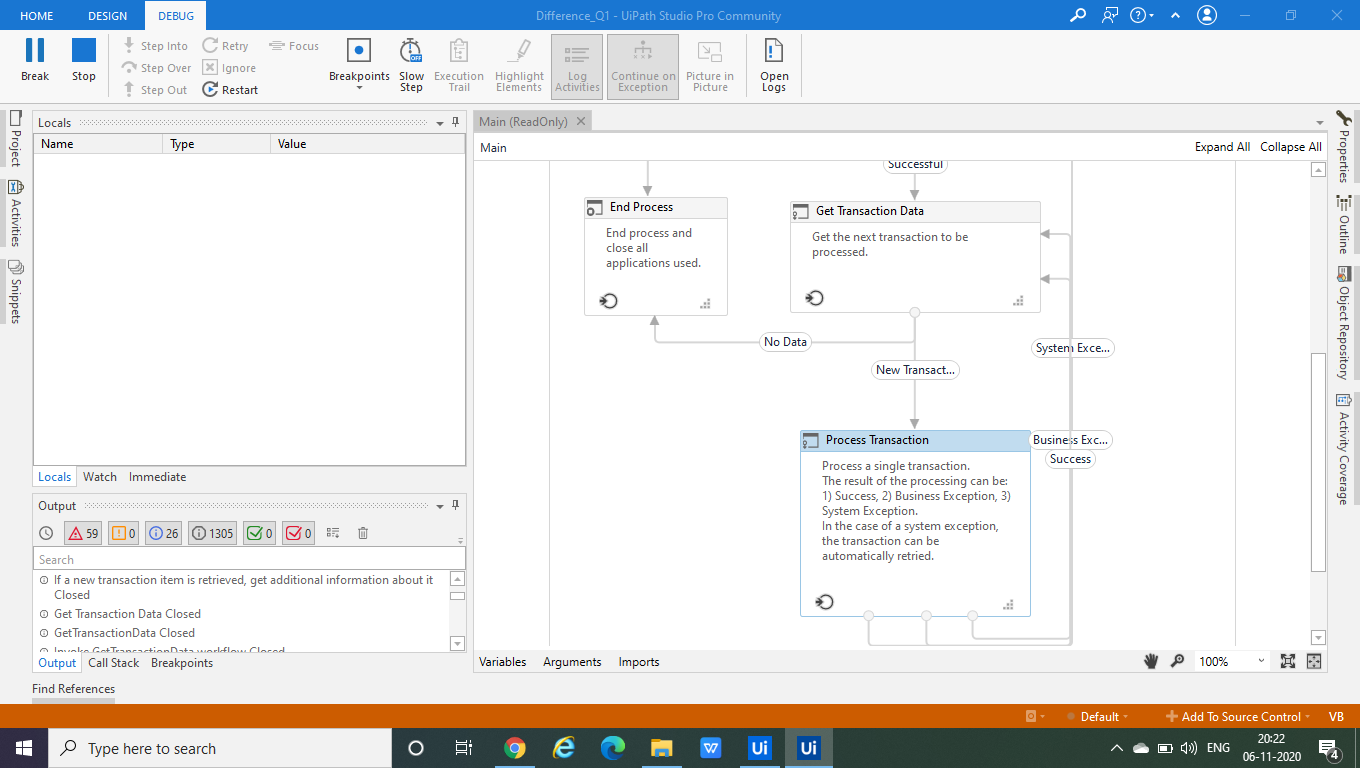 HOME DESIGN DEBUG Difference_Q1 - UiPath Studio Pro Community
Break
Stop
Step Into
Step Over
Step Out
Retry
Ignore
Restart
Focus
Breakpoints
Slow
Step
Execution
Trail
Highlight
Elements
Log
Activities
Continue on
Exception
Picture in
Picture
Open
Logs
Project
Activities
Snippets
Locals
Name Type Value
Locals Watch Immediate
Output
59 0 26 1305 0 0
Search
If a new transaction item is retrieved, get additional information about it
Closed
Get Transaction Data Closed
GetTransactionData Closed
Invoke GetTransactionData workflow Closed
Output Call Stack Breakpoints
Find References
Main (ReadOnly)
Main Expand All Collapse All
Successful
End Process
End process and
close all
applications used.
Get Transaction Data
Get the next transaction to be
processed.
No Data
System Exce...
New Transact...
Process Transaction
Process a single transaction.
The result of the processing can be:
1) Success, 2) Business Exception, 3)
System Exception.
In the case of a system exception,
the transaction can be
automatically retried.
Business Exc...
Success
Variables Arguments Imports 100%
Properties
Outline
Object Repository
Activity Coverage
Default Add To Source Control VB
Type here to search
Ui Ui
ENG
20:22
06-11-2020
4